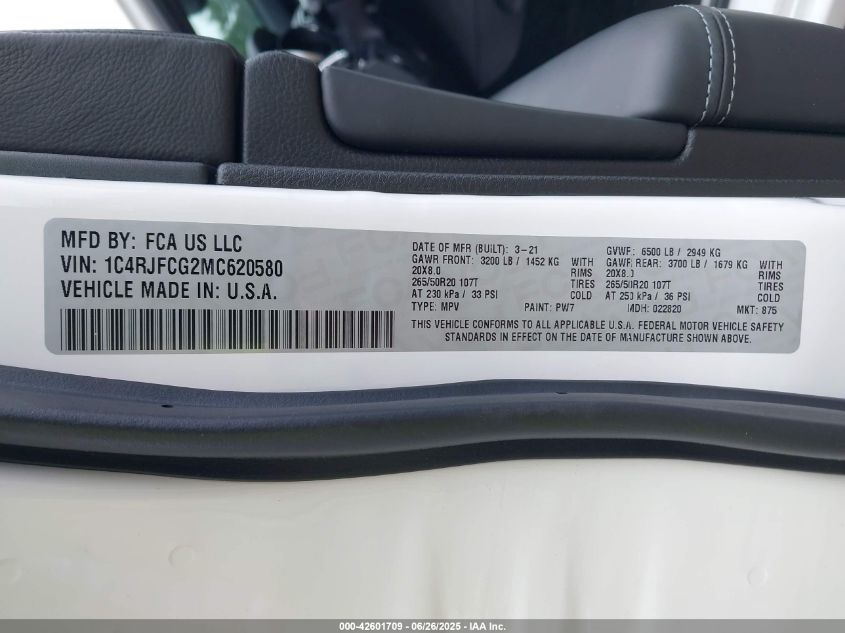 MFD BY: FCA US LLC
VIN: 1C4RJFCG2MC620580
VEHICLE MADE IN: U.S.A.
DATE OF MFR (BUILT): 3-21
GAWR FRONT: 3200 LB / 1452 KG WITH
20X8.0 RIMS
265/50R20 107T TIRES
AT 230 kPa / 33 PSI COLD
TYPE: MPV PAINT: PW7
GVWR: 6500 LB / 2949 KG
GAWR REAR: 3700 LB / 1679 KG WITH
20X8.0 RIMS
265/50R20 107T TIRES
AT 250 kPa / 36 PSI COLD
MDH: 022820 MKT: 875
THIS VEHICLE CONFORMS TO ALL APPLICABLE U.S.A. FEDERAL MOTOR VEHICLE SAFETY
STANDARDS IN EFFECT ON THE DATE OF MANUFACTURE SHOWN ABOVE.
000-42601709 - 06/26/2025 - IAA Inc.